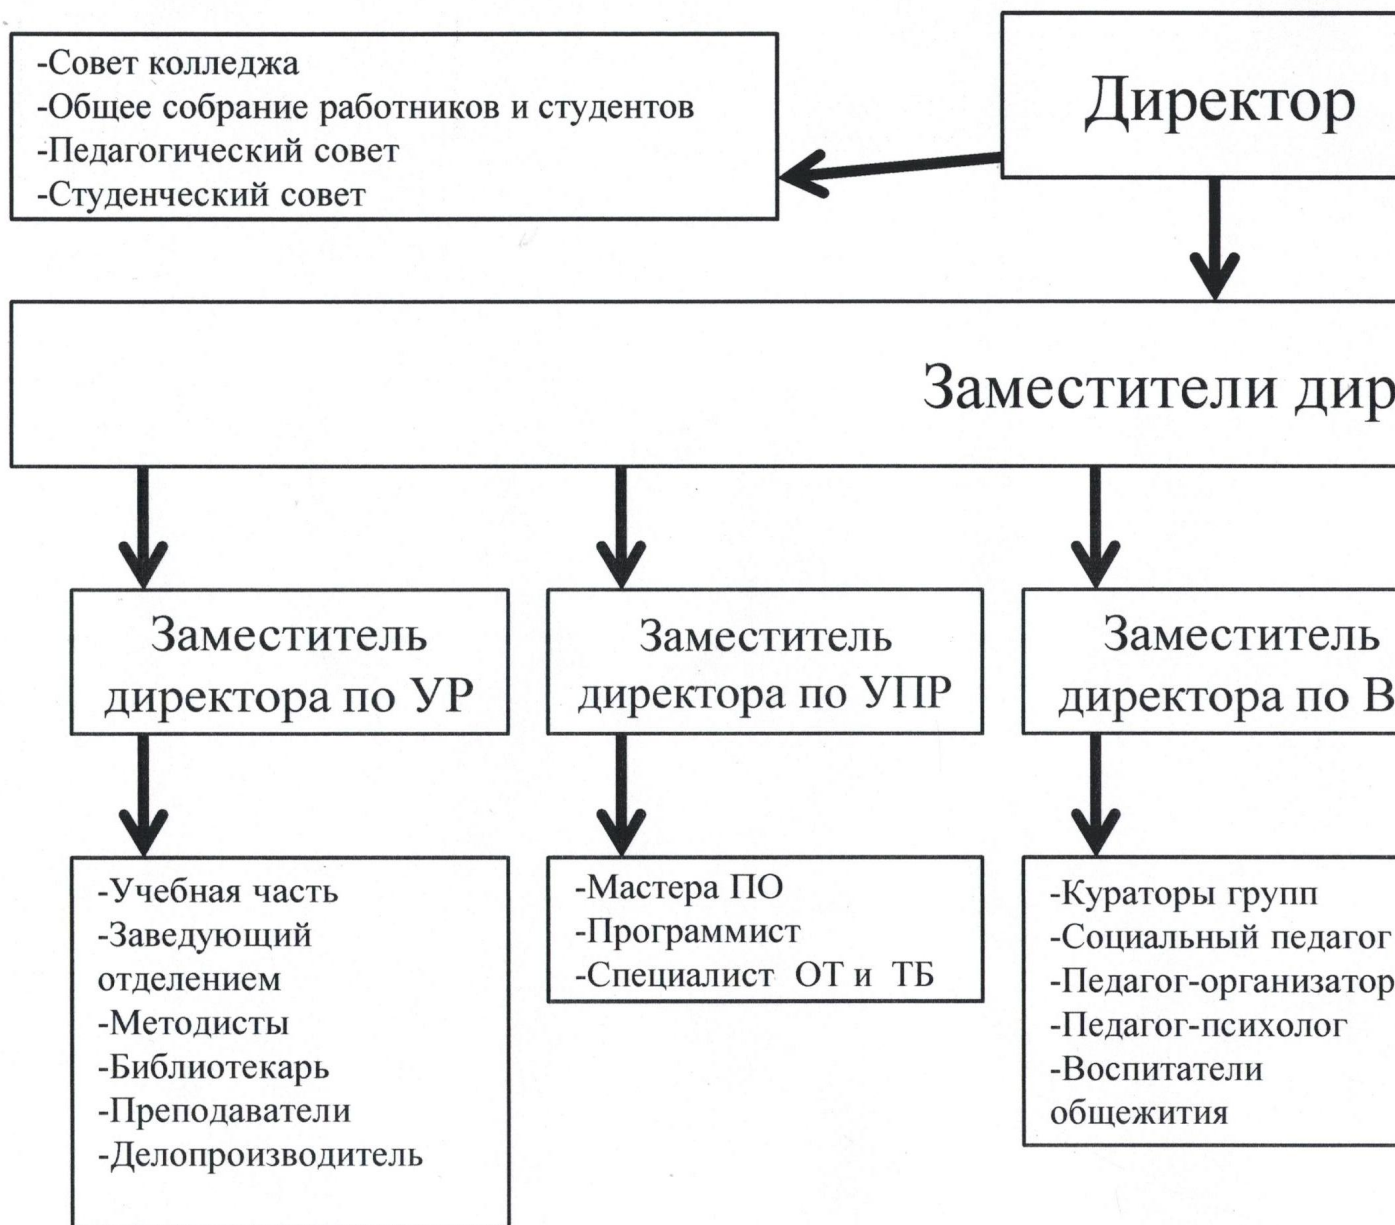 -Совет колледжа
-Общее собрание работников и студентов
-Педагогический совет
-Студенческий совет
Директор
Заместители дир
Заместитель
директора по УР
Заместитель
директора по УПР
Заместитель
директора по В
-Учебная часть
-Заведующий
отделением
-Методисты
-Библиотекарь
-Преподаватели
-Делопроизводитель
-Мастера ПО
-Программист
-Специалист  ОТ и  ТБ
-Кураторы групп
-Социальный педагог
-Педагог-организатор
-Педагог-психолог
-Воспитатели
общежития